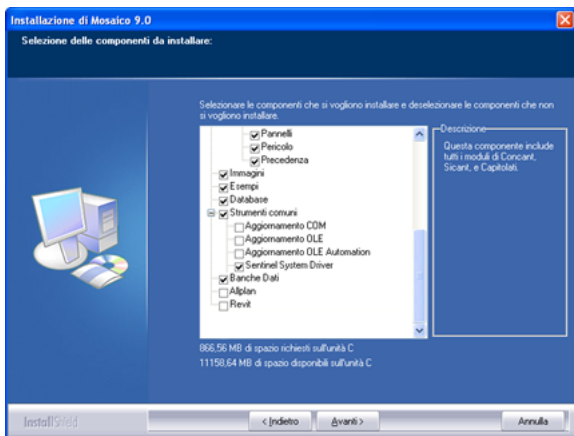 Installazione di Mosaico 9.0
Selezione delle componenti da installare:
Selezionare le componenti che si vogliono installare e deselezionare le componenti che non
si vogliono installare.
Pannelli
Pericolo
Precedenza
Immagini
Esempi
Database
Strumenti comuni
Aggiornamento COM
Aggiornamento OLE
Aggiornamento OLE Automation
Sentinel System Driver
Banche Dati
Allplan
Revit
Descrizione
Questa componente include
tutti i moduli di Concant,
Sicant, e Capitolati.
866,56 MB di spazio richiesti sull'unità C
11158,64 MB di spazio disponibili sull'unità C
InstallShield
< Indietro
Avanti >
Annulla